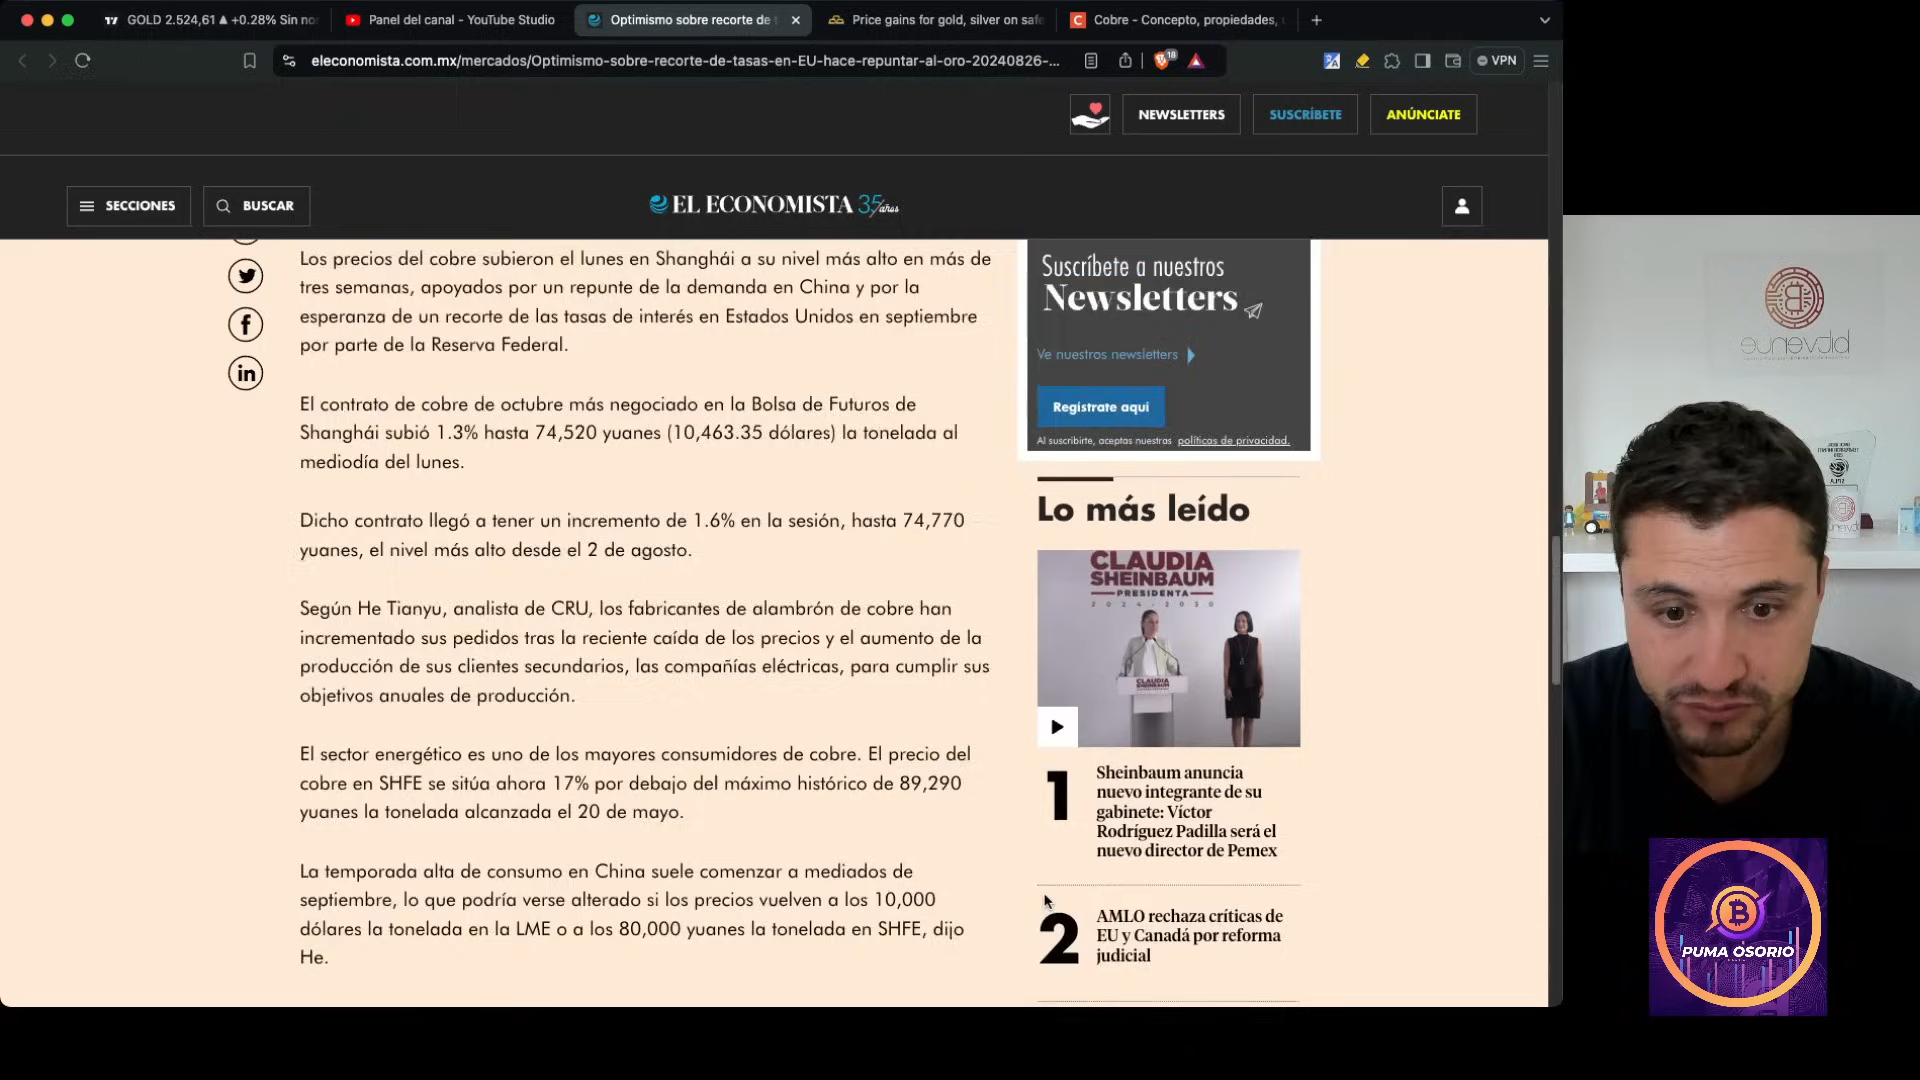 GOLD 2.524,61 ▲ +0.28% Sin no
Panel del canal - YouTube Studio
Optimismo sobre recorte de t
Price gains for gold, silver on safe
Cobre - Concepto, propiedades,
eleconomista.com.mx/mercados/Optimismo-sobre-recorte-de-tasas-en-EU-hace-repuntar-al-oro-20240826-...
18
VPN
NEWSLETTERS
SUSCRÍBETE
ANÚNCIATE
SECCIONES
BUSCAR
EL ECONOMISTA 35 años
Los precios del cobre subieron el lunes en Shanghái a su nivel más alto en más de
tres semanas, apoyados por un repunte de la demanda en China y por la
esperanza de un recorte de las tasas de interés en Estados Unidos en septiembre
por parte de la Reserva Federal.
El contrato de cobre de octubre más negociado en la Bolsa de Futuros de
Shanghái subió 1.3% hasta 74,520 yuanes (10,463.35 dólares) la tonelada al
mediodía del lunes.
Dicho contrato llegó a tener un incremento de 1.6% en la sesión, hasta 74,770
yuanes, el nivel más alto desde el 2 de agosto.
Según He Tianyu, analista de CRU, los fabricantes de alambrón de cobre han
incrementado sus pedidos tras la reciente caída de los precios y el aumento de la
producción de sus clientes secundarios, las compañías eléctricas, para cumplir sus
objetivos anuales de producción.
El sector energético es uno de los mayores consumidores de cobre. El precio del
cobre en SHFE se sitúa ahora 17% por debajo del máximo histórico de 89,290
yuanes la tonelada alcanzada el 20 de mayo.
La temporada alta de consumo en China suele comenzar a mediados de
septiembre, lo que podría verse alterado si los precios vuelven a los 10,000
dólares la tonelada en la LME o a los 80,000 yuanes la tonelada en SHFE, dijo
He.
Suscríbete a nuestros
Newsletters
Ve nuestros newsletters
Regístrate aquí
Al suscribirte, aceptas nuestras políticas de privacidad.
Lo más leído
CLAUDIA
SHEINBAUM
PRESIDENTA
2024-2030
CLAUDIA
SHEINBAUM
1
Sheinbaum anuncia
nuevo integrante de su
gabinete: Víctor
Rodríguez Padilla será el
nuevo director de Pemex
2
AMLO rechaza críticas de
EU y Canadá por reforma
judicial
bitvenue
PUMA OSORIO